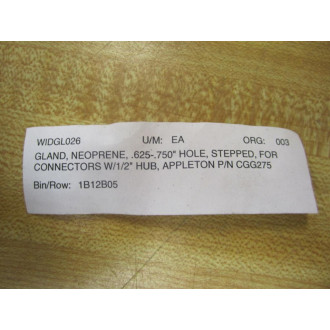 WIDGL026 U/M: EA ORG: 003
GLAND, NEOPRENE, .625-.750" HOLE, STEPPED, FOR
CONNECTORS W/1/2" HUB, APPLETON P/N CGG275
Bin/Row: 1B12B05